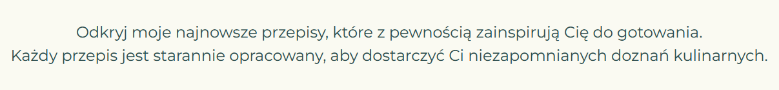 Odkryj moje najnowsze przepisy, które z pewnością zainspirują Cię do gotowania.
Każdy przepis jest starannie opracowany, aby dostarczyć Ci niezapomnianych doznań kulinarnych.